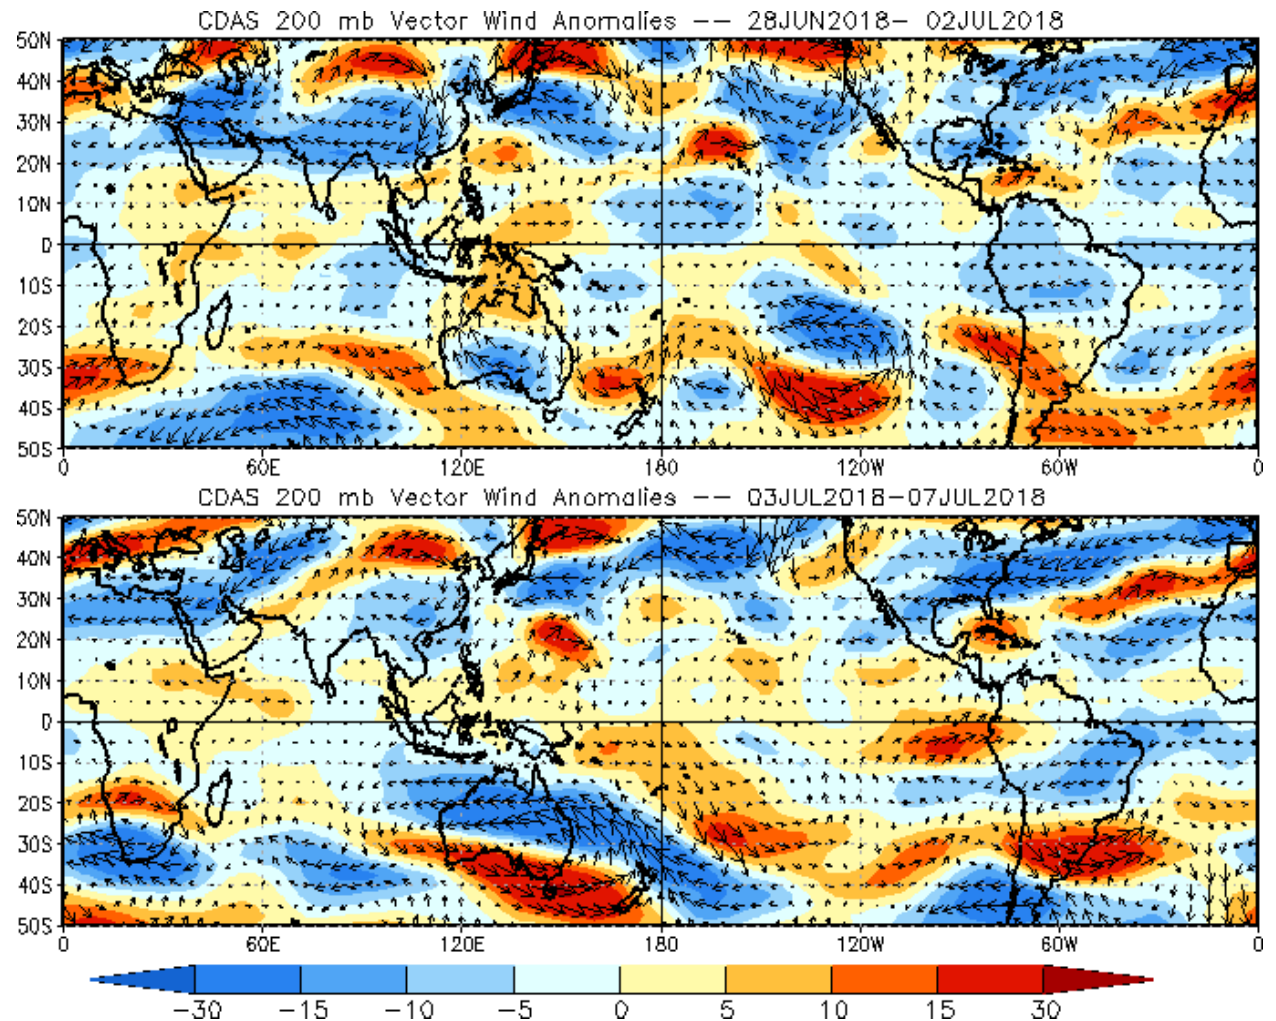 CDAS 200 mb Vector Wind Anomalies -- 28JUN2018- 02JUL2018
50N
40N
30N
20N
10N
0
10S
20S
30S
40S
50S
0 60E 120E 180 120W 60W 0
CDAS 200 mb Vector Wind Anomalies -- 03JUL2018-07JUL2018
50N
40N
30N
20N
10N
0
10S
20S
30S
40S
50S
0 60E 120E 180 120W 60W 0
-30 -15 -10 -5 0 5 10 15 30